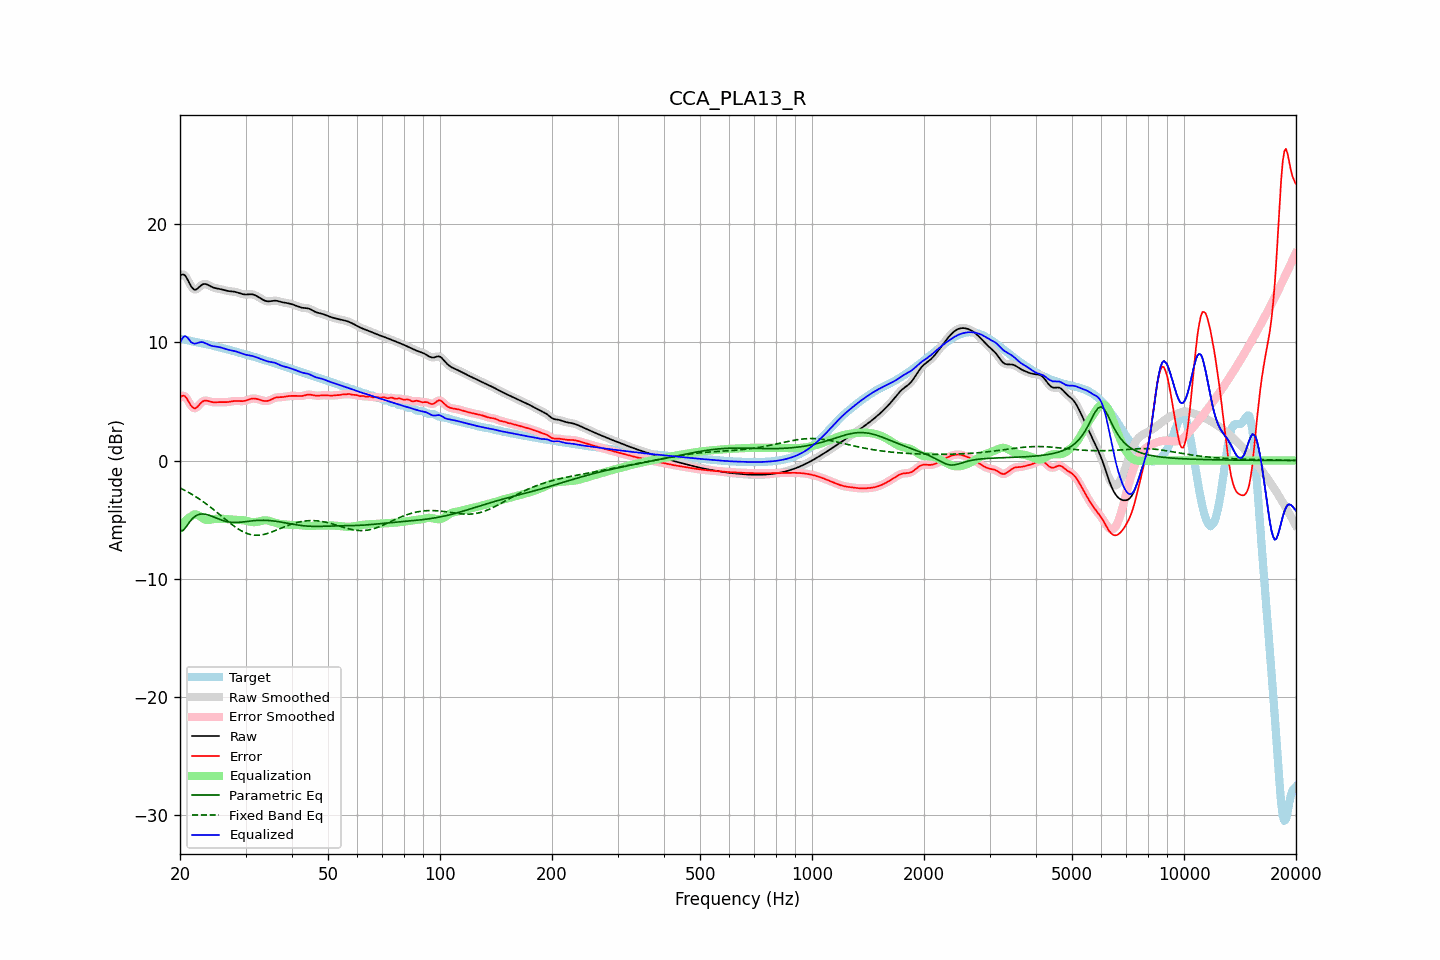 CCA_PLA13_R
Amplitude (dBr)
20
10
0
−10
−20
−30
Target
Raw Smoothed
Error Smoothed
Raw
Error
Equalization
Parametric Eq
Fixed Band Eq
Equalized
20 50 100 200 500 1000 2000 5000 10000 20000
Frequency (Hz)